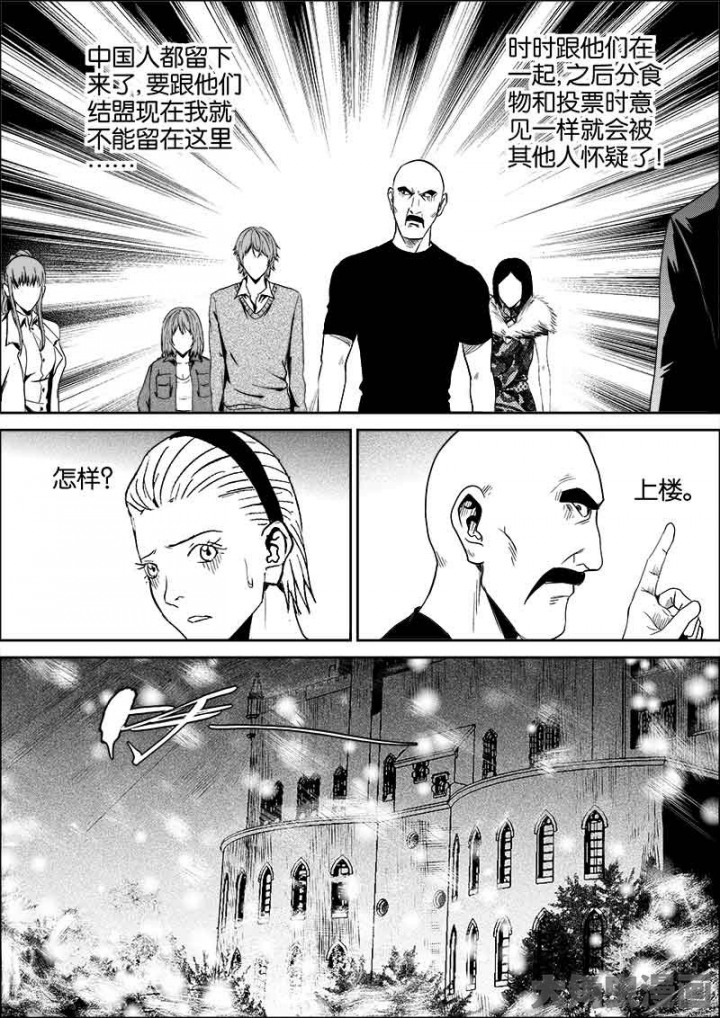 中国人都留下
来了,要跟他们
结盟现在我就
不能留在这里
……
时时跟他们在
一起,之后分食
物和投票时意
见一样就会被
其他人怀疑了!
怎样?
上楼。